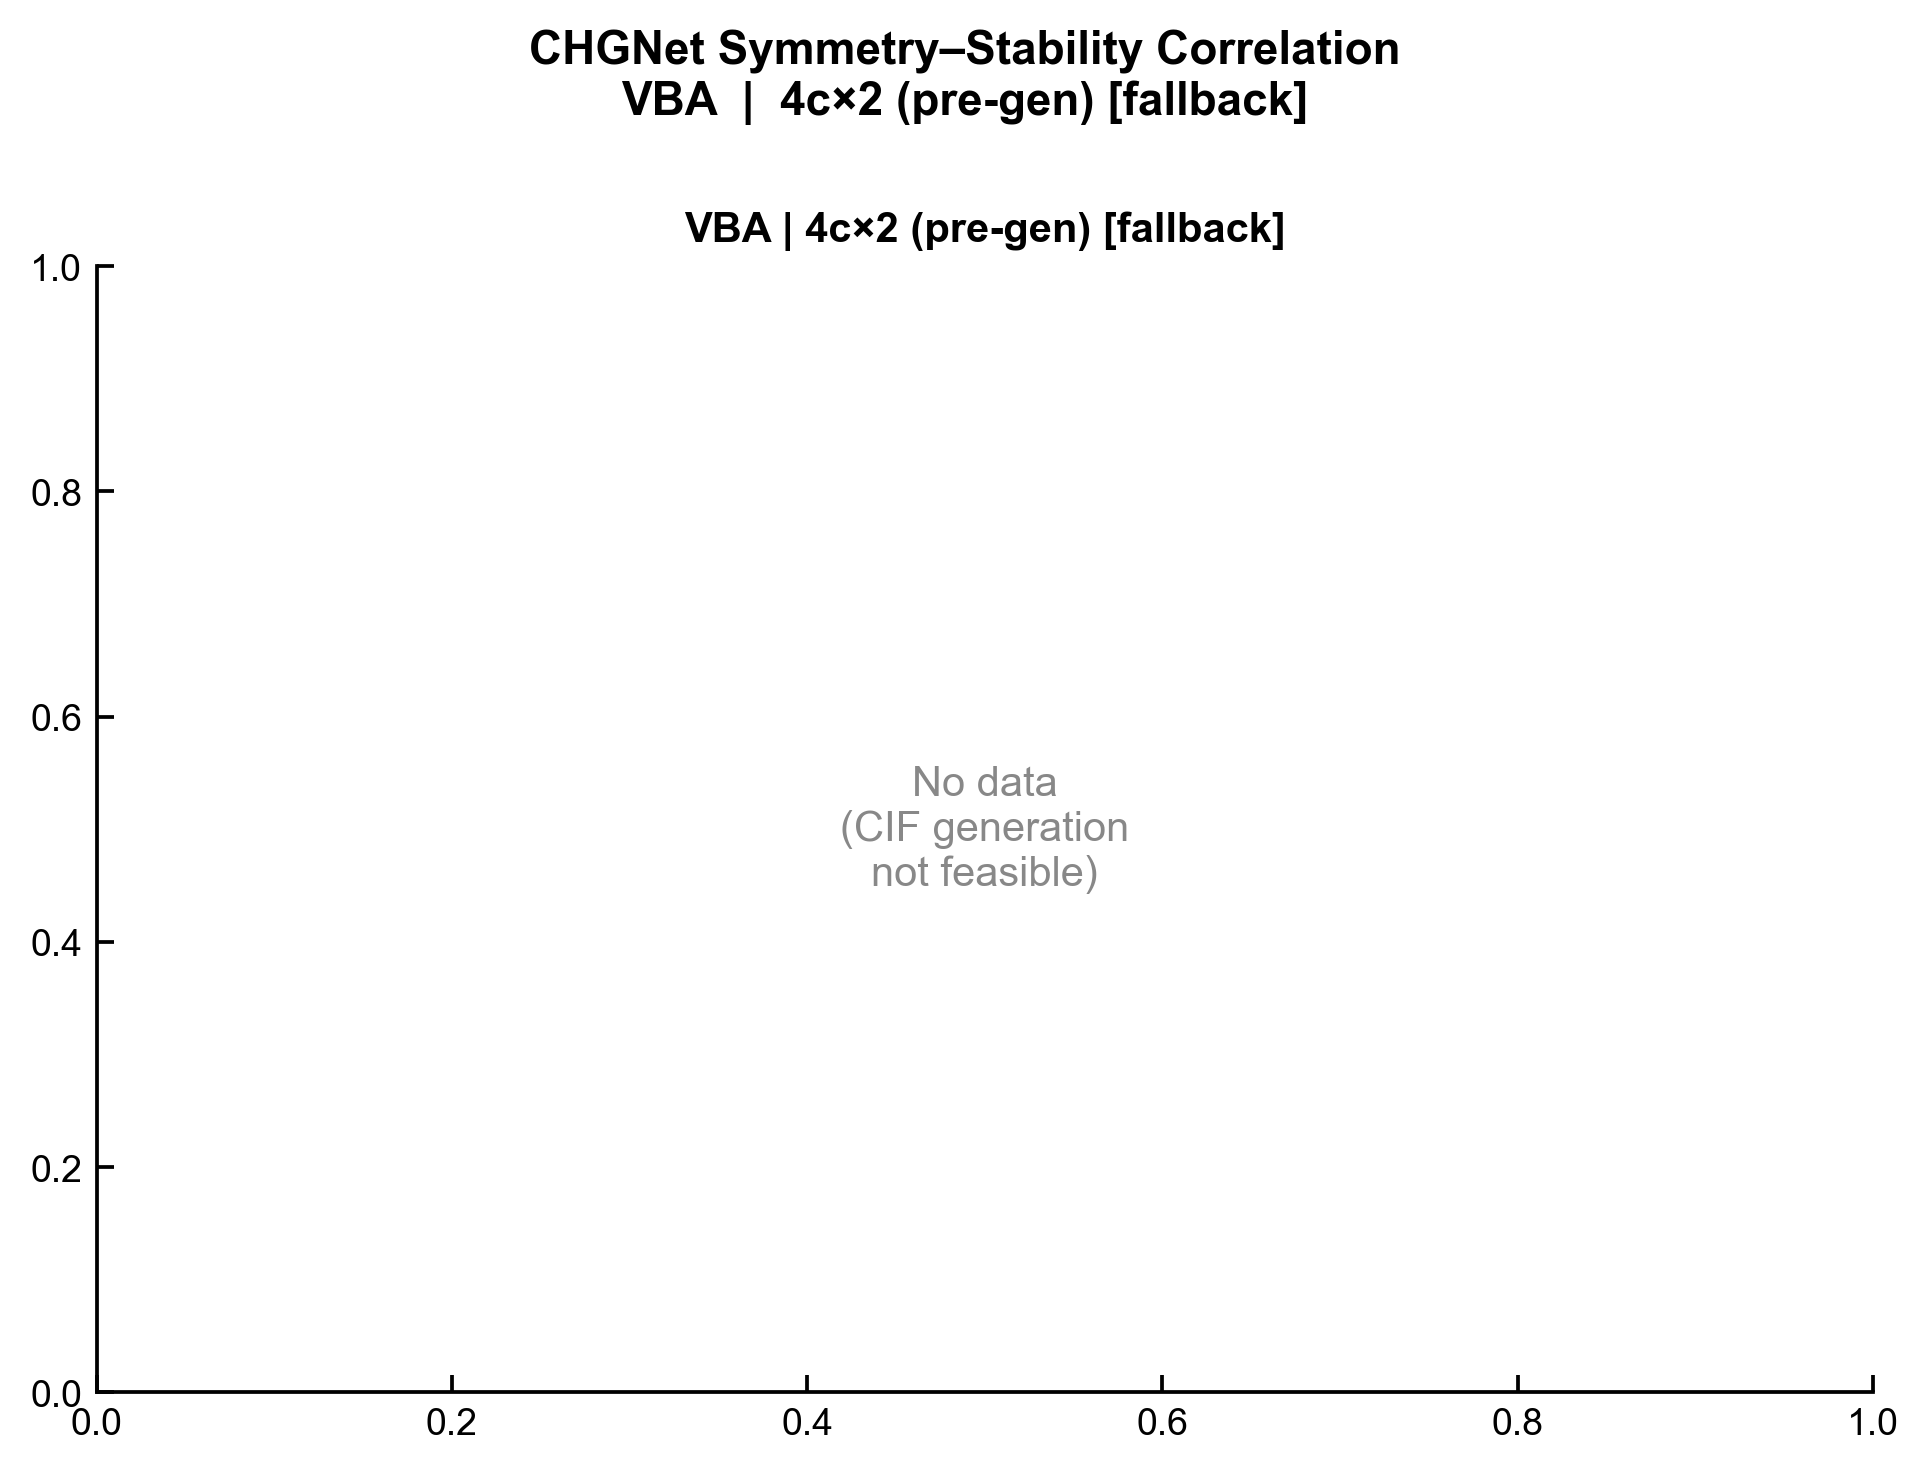 CHGNet Symmetry–Stability Correlation
VBA | 4c×2 (pre-gen) [fallback]
VBA | 4c×2 (pre-gen) [fallback]
1.0
0.8
0.6
No data
(CIF generation
not feasible)
0.4
0.2
0.0
0.0 0.2 0.4 0.6 0.8 1.0